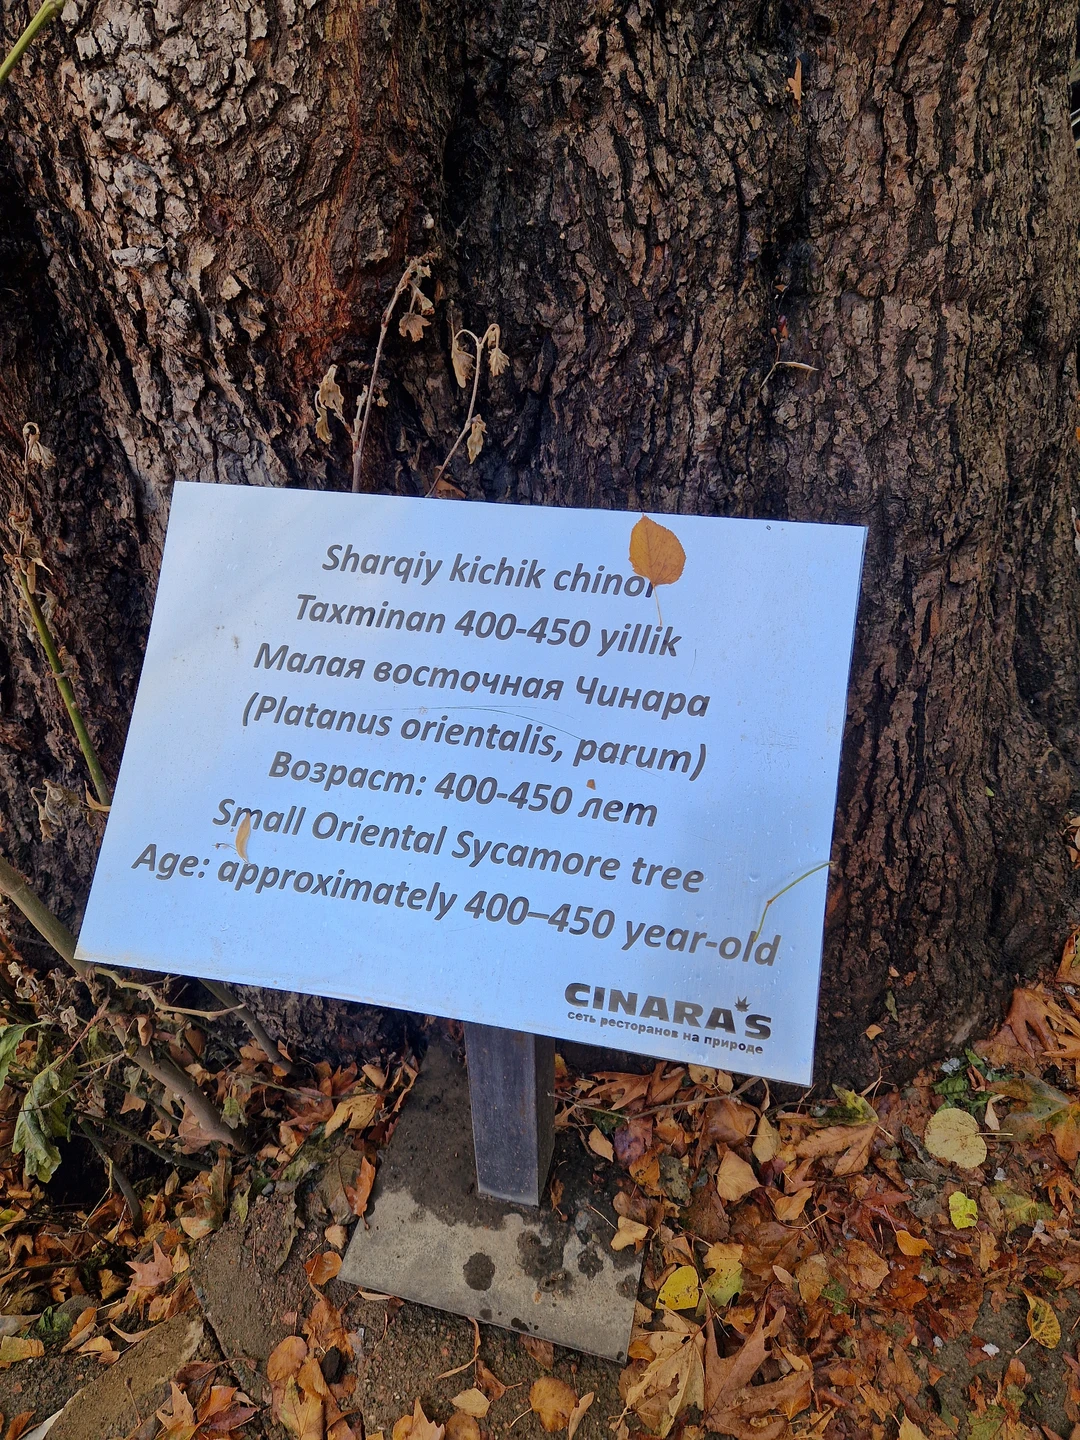 Sharqiy kichik chinor
Taxminan 400-450 yillik
Малая восточная Чинара
(Platanus orientalis, parum)
Возраст: 400-450 лет
Small Oriental Sycamore tree
Age: approximately 400–450 year-old
CINARA'S
сеть ресторанов на природе